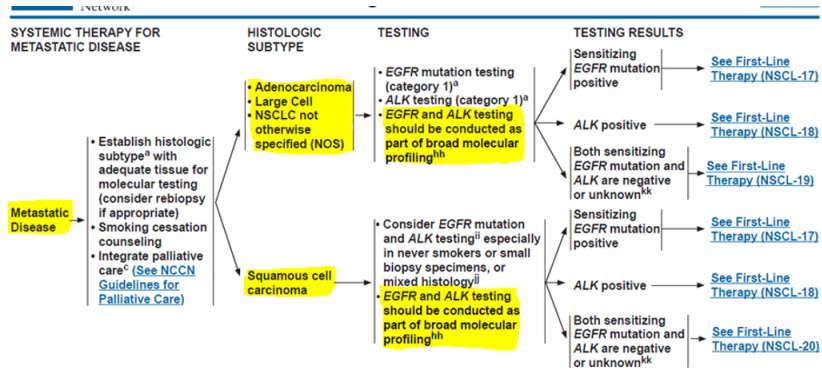 Network
SYSTEMIC THERAPY FOR
METASTATIC DISEASE
HISTOLOGIC
SUBTYPE
TESTING
TESTING RESULTS
Metastatic
Disease
• Establish histologic
subtypeᵃ with
adequate tissue for
molecular testing
(consider rebiopsy
if appropriate)
• Smoking cessation
counseling
• Integrate palliative
careᶜ (See NCCN
Guidelines for
Palliative Care)
• Adenocarcinoma
• Large Cell
• NSCLC not
otherwise
specified (NOS)
• EGFR mutation testing
(category 1)ᵃ
• ALK testing (category 1)ᵃ
• EGFR and ALK testing
should be conducted as
part of broad molecular
profilingʰʰ
Sensitizing
EGFR mutation
positive
See First-Line
Therapy (NSCL-17)
ALK positive
See First-Line
Therapy (NSCL-18)
Both sensitizing
EGFR mutation and
ALK are negative
or unknownᵏᵏ
See First-Line
Therapy (NSCL-19)
Squamous cell
carcinoma
• Consider EGFR mutation
and ALK testingⁱⁱ especially
in never smokers or small
biopsy specimens, or
mixed histologyʲʲ
• EGFR and ALK testing
should be conducted as
part of broad molecular
profilingʰʰ
Sensitizing
EGFR mutation
positive
See First-Line
Therapy (NSCL-17)
ALK positive
See First-Line
Therapy (NSCL-18)
Both sensitizing
EGFR mutation and
ALK are negative
or unknownᵏᵏ
See First-Line
Therapy (NSCL-20)